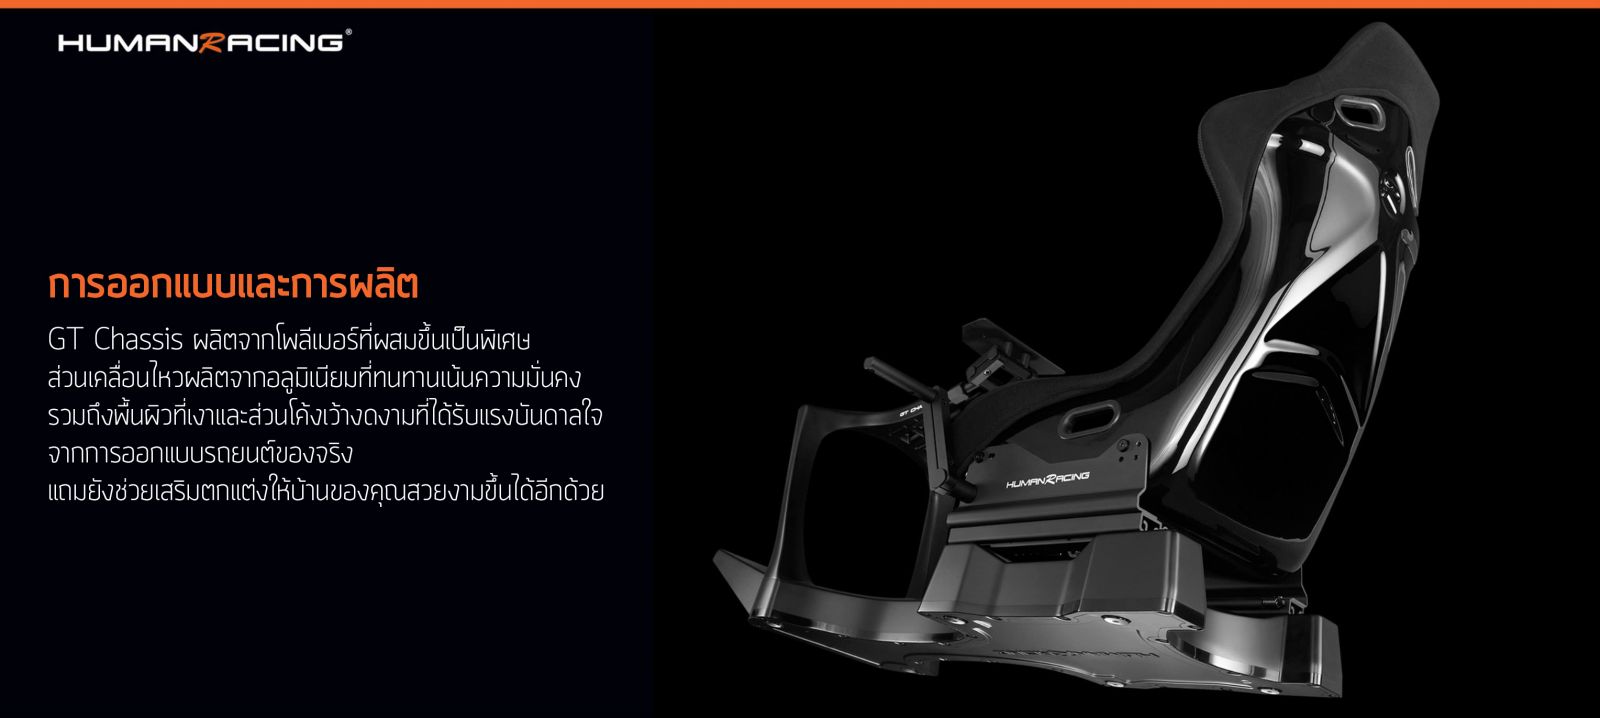 HUMANRACING®
การออกแบบและการผลิต
GT Chassis ผลิตจากโพลีเมอร์ที่ผสมขึ้นเป็นพิเศษ
ส่วนเคลื่อนไหวผลิตจากอลูมิเนียมที่ทนทานเน้นความมั่นคง
รวมถึงพื้นผิวที่เงาและส่วนโค้งเว้างดงามที่ได้รับแรงบันดาลใจ
จากการออกแบบรถยนต์ของจริง
แถมยังช่วยเสริมตกแต่งให้บ้านของคุณสวยงามขึ้นได้อีกด้วย
GT CHA
HUMANRACING